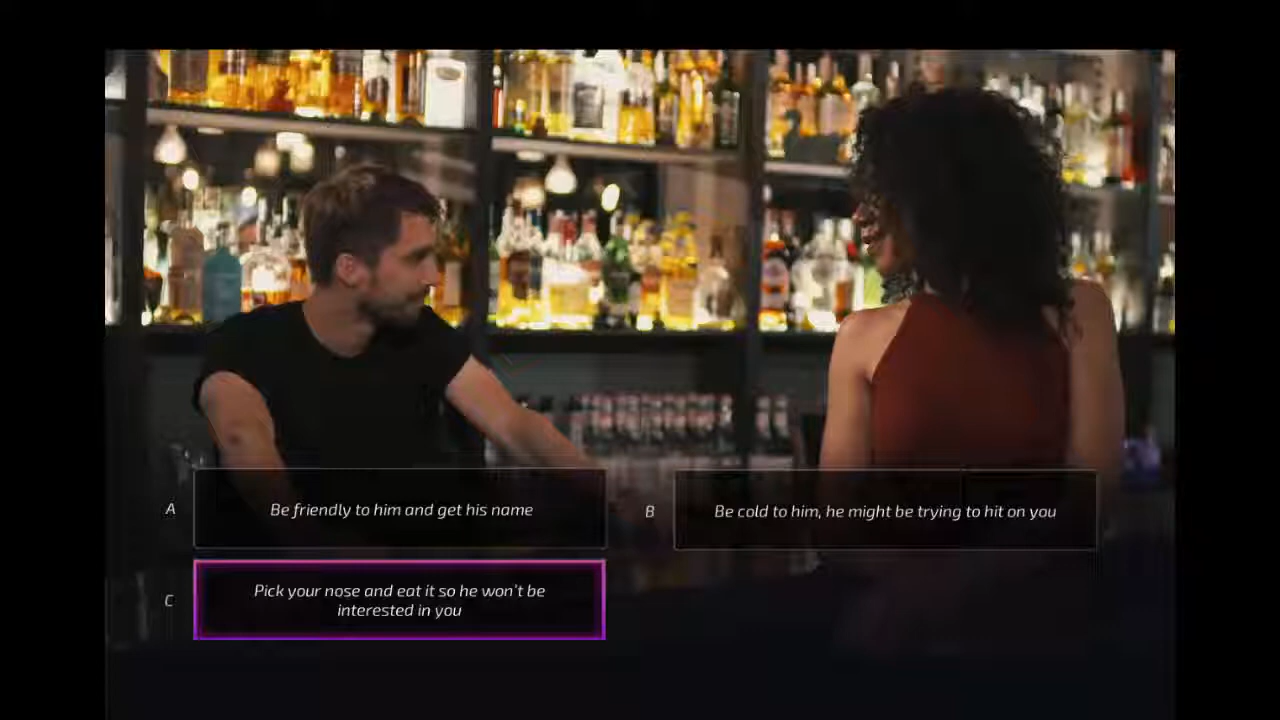 A
Be friendly to him and get his name
B
Be cold to him, he might be trying to hit on you
C
Pick your nose and eat it so he won't be
interested in you